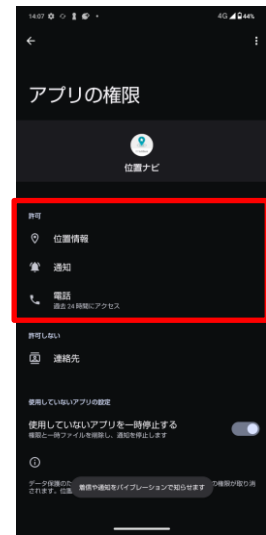 14:07
4G 44%
アプリの権限
位置ナビ
許可
位置情報
通知
電話
過去 24 時間にアクセス
許可しない
連絡先
使用していないアプリの設定
使用していないアプリを一時停止する
権限と一時ファイルを削除し、通知を停止します
データ保護のた
の権限が取り消
されます。位置
着信や通知をバイブレーションで知らせます